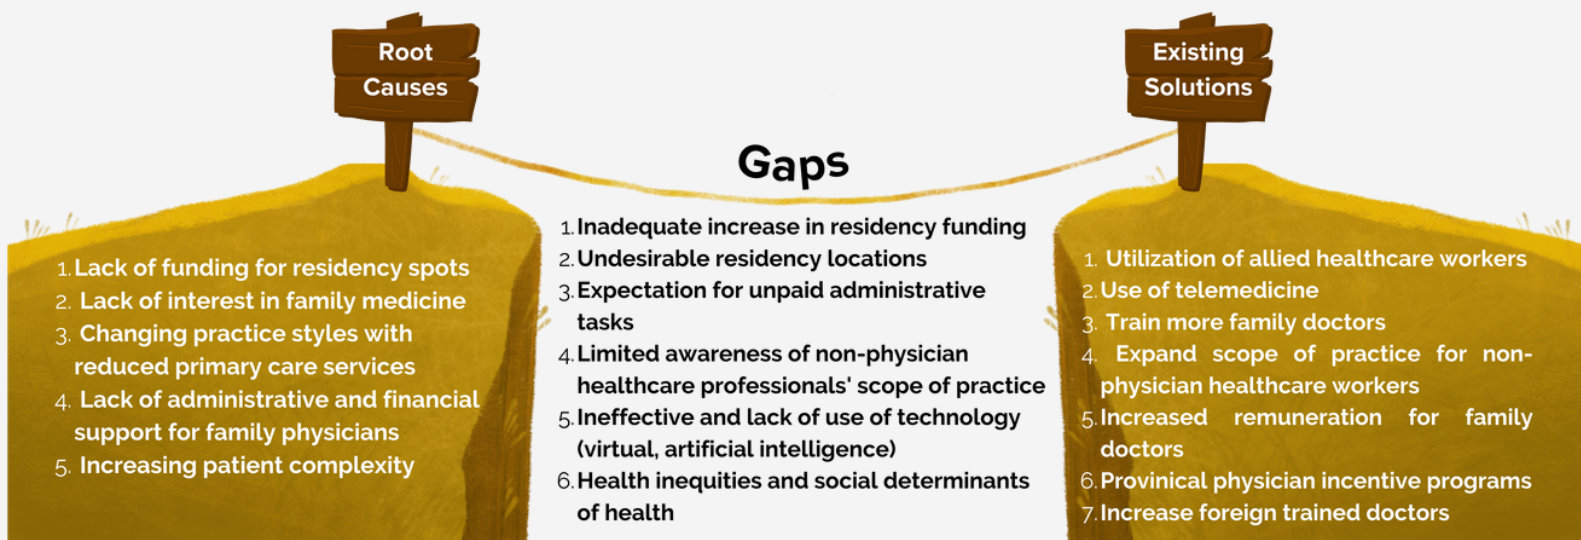 Root
Causes
1. Lack of funding for residency spots
2. Lack of interest in family medicine
3. Changing practice styles with
reduced primary care services
4. Lack of administrative and financial
support for family physicians
5. Increasing patient complexity
Gaps
1. Inadequate increase in residency funding
2. Undesirable residency locations
3. Expectation for unpaid administrative
tasks
4. Limited awareness of non-physician
healthcare professionals' scope of practice
5. Ineffective and lack of use of technology
(virtual, artificial intelligence)
6. Health inequities and social determinants
of health
Existing
Solutions
1. Utilization of allied healthcare workers
2. Use of telemedicine
3. Train more family doctors
4. Expand scope of practice for non-
physician healthcare workers
5. Increased remuneration for family
doctors
6. Provinical physician incentive programs
7. Increase foreign trained doctors